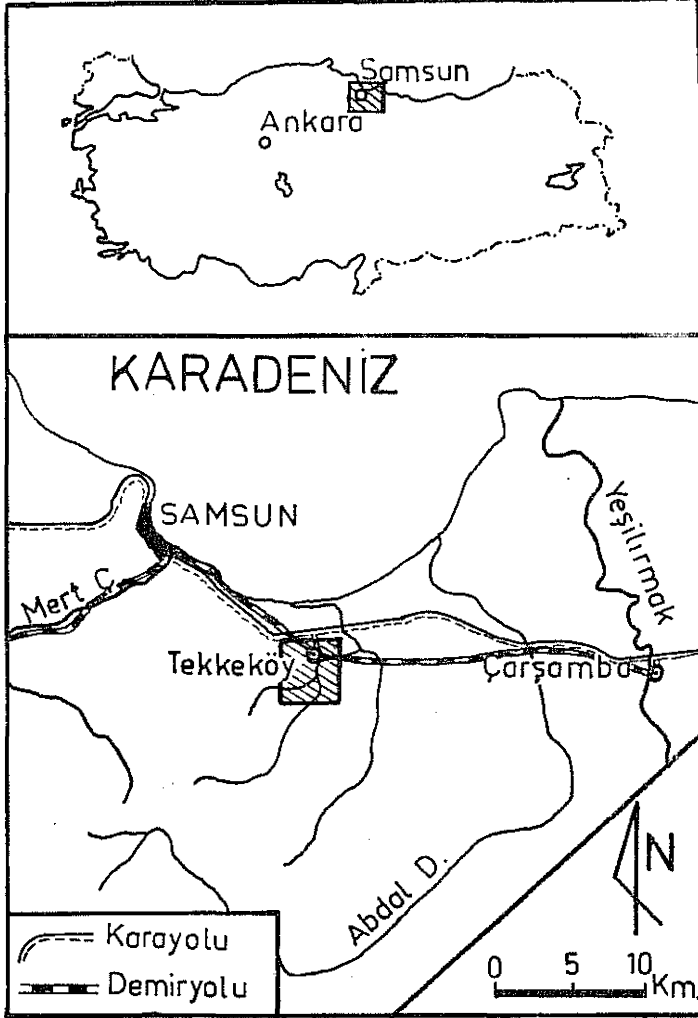 Samsun
Ankara
KARADENİZ
SAMSUN
Mert Ç.
Yeşilırmak
Tekkeköy
Çarşamba
Abdal D.
N
Karayolu
Demiryolu
0 5 10
Km